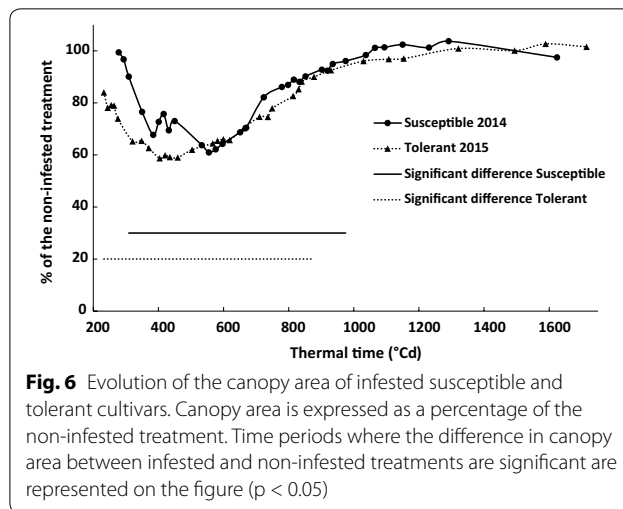 % of the non-infested treatment
100
80
60
40
20
0
Susceptible 2014
Tolerant 2015
Significant difference Susceptible
Significant difference Tolerant
200 400 600 800 1000 1200 1400 1600
Thermal time (°Cd)
Fig. 6 Evolution of the canopy area of infested susceptible and
tolerant cultivars. Canopy area is expressed as a percentage of the
non-infested treatment. Time periods where the difference in canopy
area between infested and non-infested treatments are significant are
represented on the figure (p < 0.05)